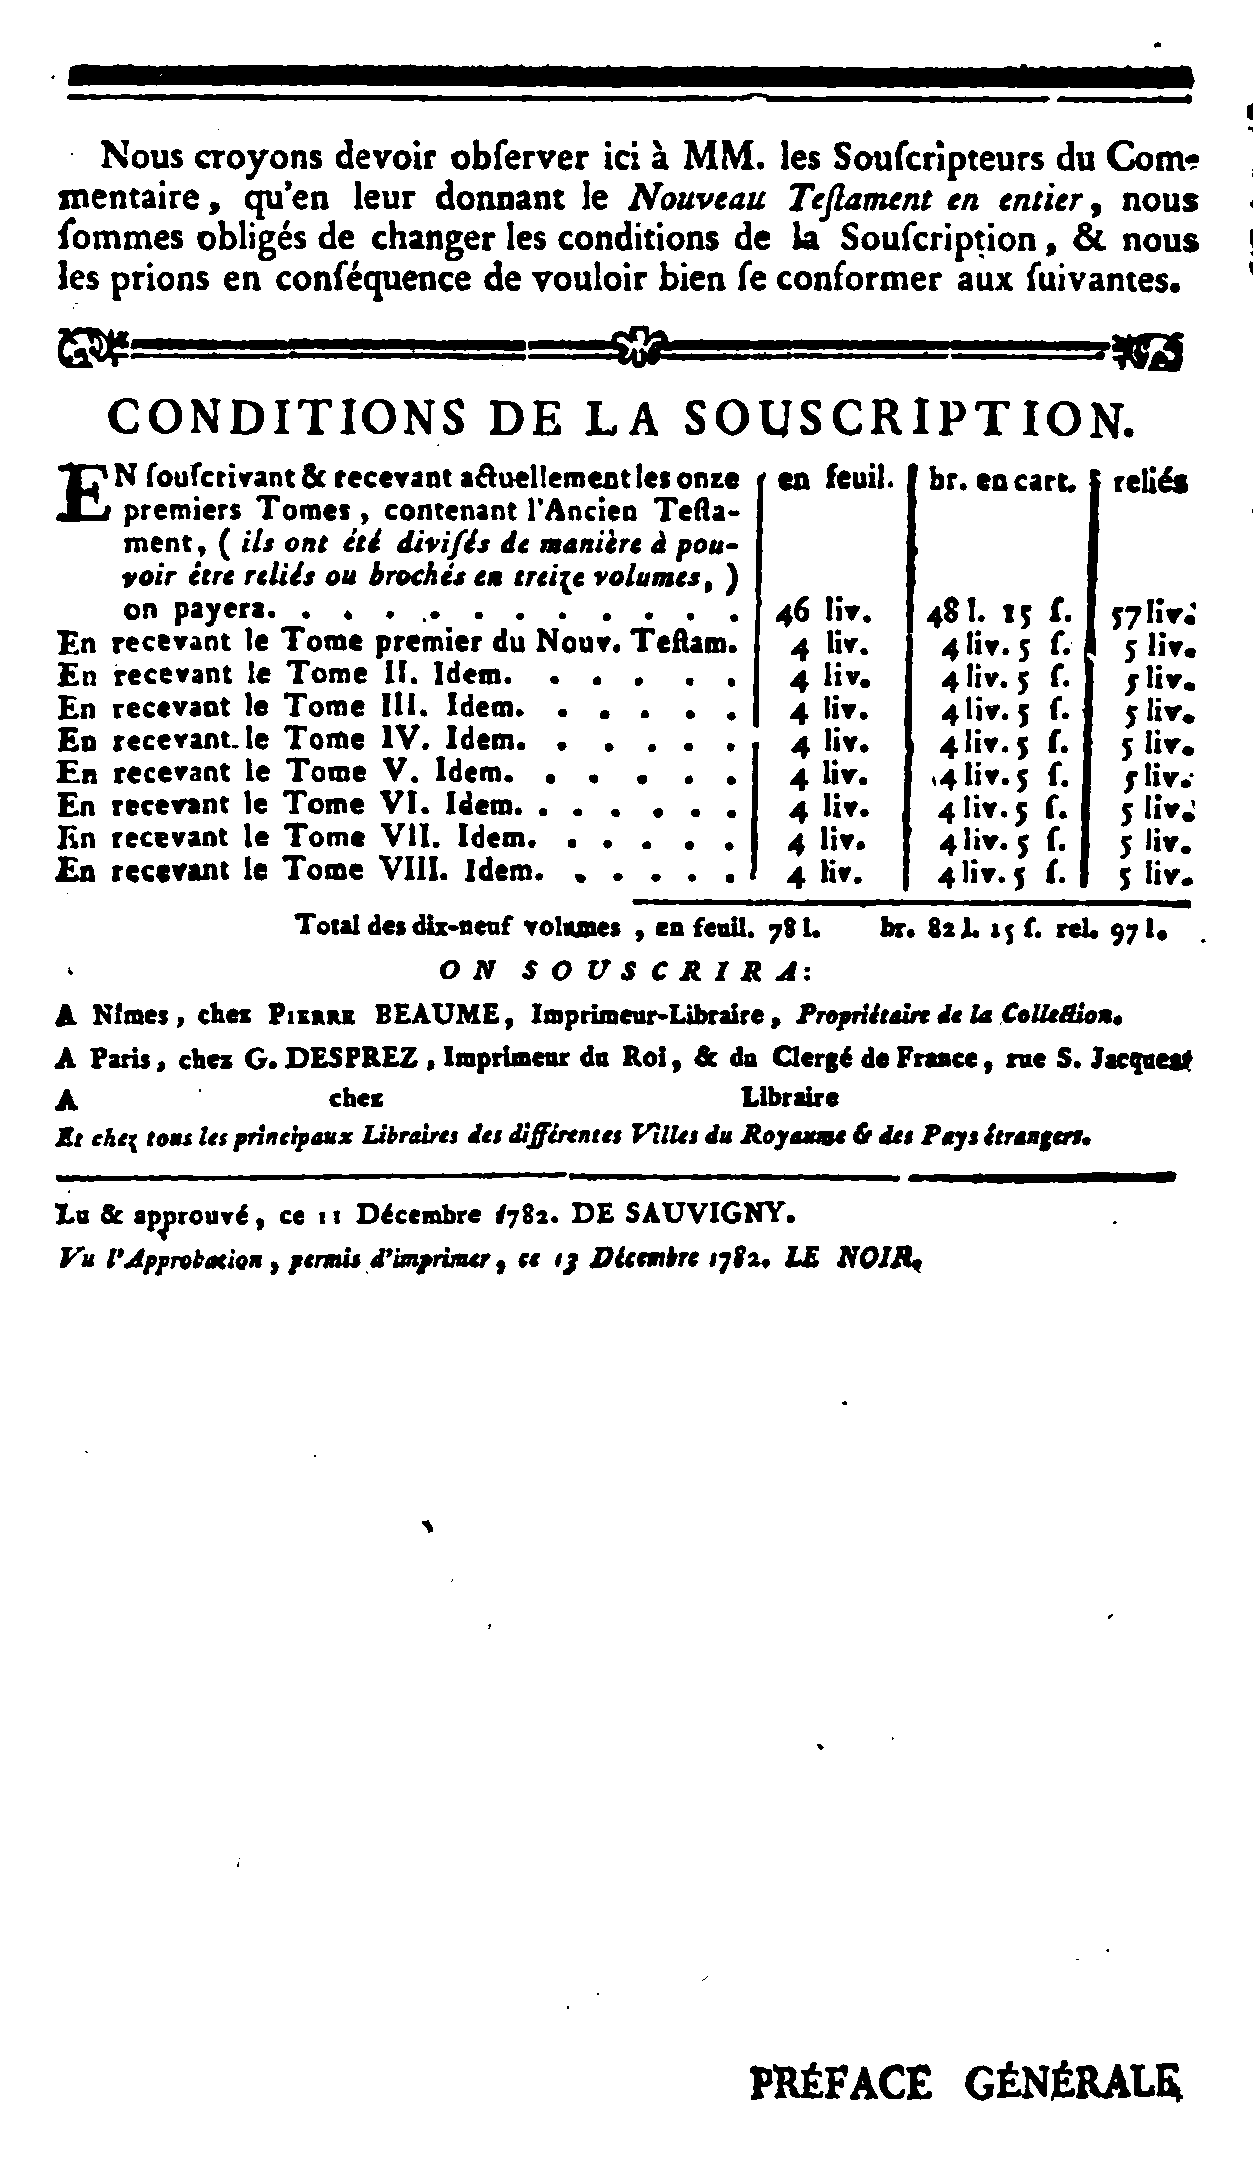 Nous croyons devoir obſerver ici à MM. les Souſcripteurs du Com-
mentaire, qu'en leur donnant le Nouveau Teſtament en entier, nous
ſommes obligés de changer les conditions de la Souſcription, & nous
les prions en conſéquence de vouloir bien ſe conformer aux ſuivantes.
CONDITIONS DE LA SOUSCRIPTION.
EN ſouſcrivant & recevant actuellement les onze en feuil. br. en cart. reliés
premiers Tomes, contenant l'Ancien Teſta-
ment, (ils ont été diviſés de manière à pou-
voir être reliés ou brochés en treize volumes,)
on payera. . . . . . . . . . . . 46 liv. 48 l. 15 ſ. 57 liv.
En recevant le Tome premier du Nouv. Teſtam. 4 liv. 4 liv. 5 ſ. 5 liv.
En recevant le Tome II. Idem. . . . . . 4 liv. 4 liv. 5 ſ. 5 liv.
En recevant le Tome III. Idem. . . . . . 4 liv. 4 liv. 5 ſ. 5 liv.
En recevant le Tome IV. Idem. . . . . . 4 liv. 4 liv. 5 ſ. 5 liv.
En recevant le Tome V. Idem. . . . . . 4 liv. 4 liv. 5 ſ. 5 liv.
En recevant le Tome VI. Idem. . . . . . . 4 liv. 4 liv. 5 ſ. 5 liv.
En recevant le Tome VII. Idem. . . . . . 4 liv. 4 liv. 5 ſ. 5 liv.
En recevant le Tome VIII. Idem. . . . . . 4 liv. 4 liv. 5 ſ. 5 liv.
Total des dix-neuf volumes, en feuil. 78 l. br. 82 l. 15 ſ. rel. 97 l.
ON SOUSCRIRA:
A Nîmes, chez PIERRE BEAUME, Imprimeur-Libraire, Propriétaire de la Collection.
A Paris, chez G. DESPREZ, Imprimeur du Roi, & du Clergé de France, rue S. Jacques.
A chez Libraire
Et chez tous les principaux Libraires des différentes Villes du Royaume & des Pays étrangers.
Lu & approuvé, ce 11 Décembre 1782. DE SAUVIGNY.
Vu l'Approbation, permis d'imprimer, ce 13 Décembre 1782. LE NOIR.
PRÉFACE GÉNÉRALE